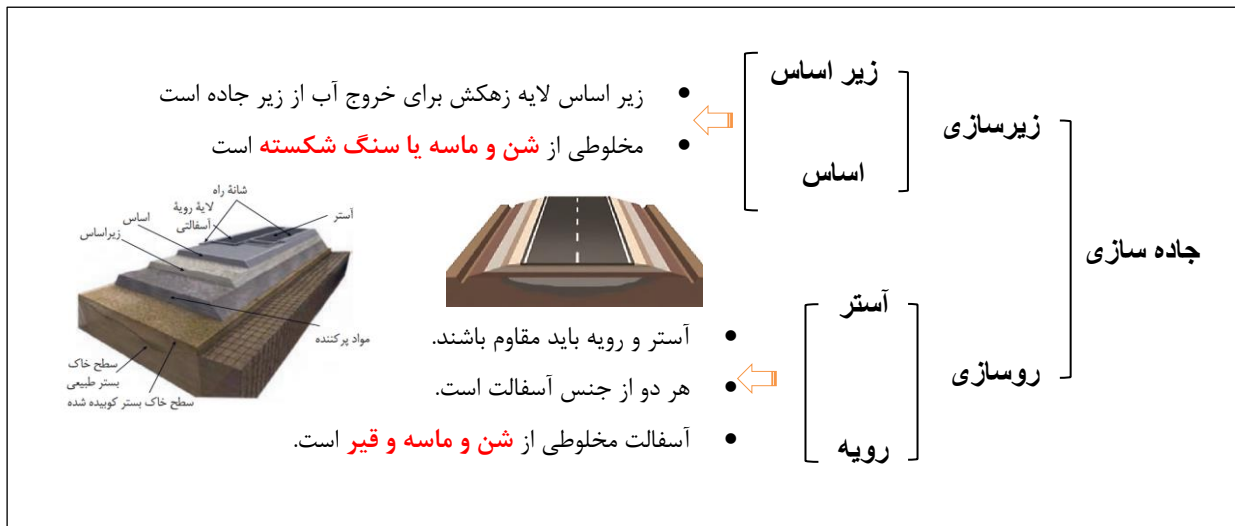 جاده سازی
زیرسازی
زیر اساس
اساس
زیر اساس لایه زهکش برای خروج آب از زیر جاده است
مخلوطی از شن و ماسه یا سنگ شکسته است
روسازی
آستر
رویه
آستر و رویه باید مقاوم باشند.
هر دو از جنس آسفالت است.
آسفالت مخلوطی از شن و ماسه و قیر است.
شانهٔ راه
آستر
لایهٔ رویهٔ
آسفالتی
اساس
زیراساس
مواد پرکننده
سطح خاک
بستر طبیعی
سطح خاک بستر کوبیده شده